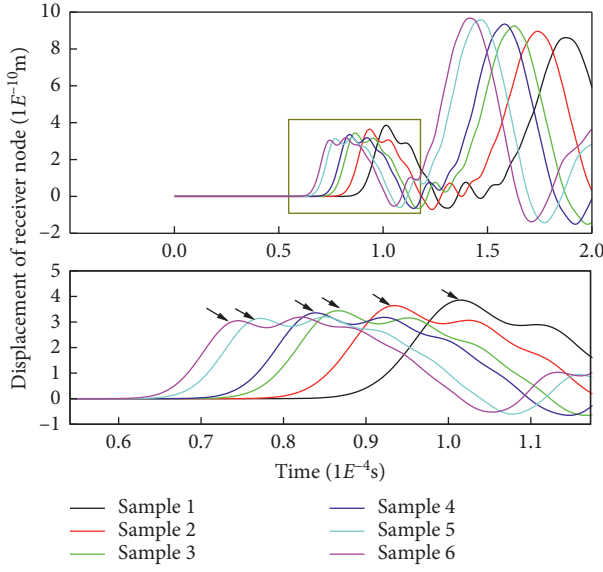 Displacement of receiver node (1E⁻¹⁰m)
10
8
6
4
2
0
−2
0.0 0.5 1.0 1.5 2.0
5
4
3
2
1
0
−1
0.6 0.7 0.8 0.9 1.0 1.1
Time (1E⁻⁴s)
Sample 1 Sample 4
Sample 2 Sample 5
Sample 3 Sample 6